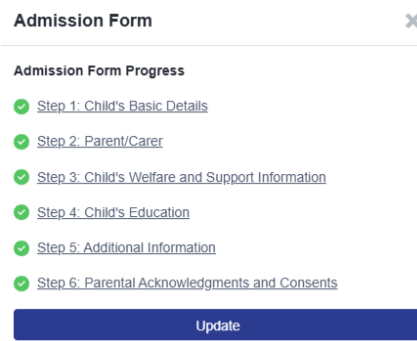 Admission Form
Admission Form Progress
Step 1: Child's Basic Details
Step 2: Parent/Carer
Step 3: Child's Welfare and Support Information
Step 4: Child's Education
Step 5: Additional Information
Step 6: Parental Acknowledgments and Consents
Update